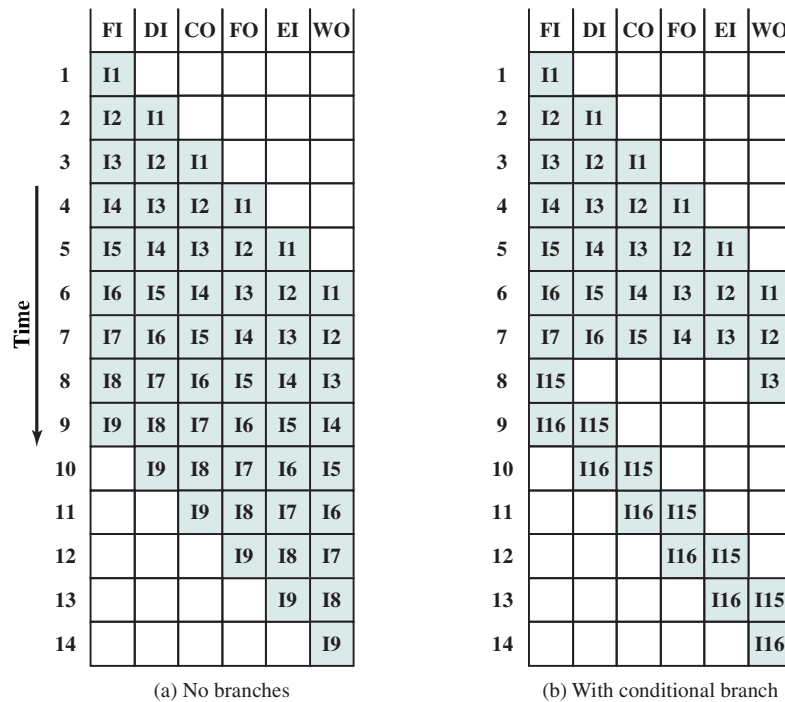 FI DI CO FO EI WO
1 I1
2 I2 I1
3 I3 I2 I1
4 I4 I3 I2 I1
5 I5 I4 I3 I2 I1
6 I6 I5 I4 I3 I2 I1
7 I7 I6 I5 I4 I3 I2
8 I8 I7 I6 I5 I4 I3
9 I9 I8 I7 I6 I5 I4
10 I9 I8 I7 I6 I5
11 I9 I8 I7 I6
12 I9 I8 I7
13 I9 I8
14 I9
Time
(a) No branches
FI DI CO FO EI WO
1 I1
2 I2 I1
3 I3 I2 I1
4 I4 I3 I2 I1
5 I5 I4 I3 I2 I1
6 I6 I5 I4 I3 I2 I1
7 I7 I6 I5 I4 I3 I2
8 I15 I3
9 I16 I15
10 I16 I15
11 I16 I15
12 I16 I15
13 I16 I15
14 I16
(b) With conditional branch